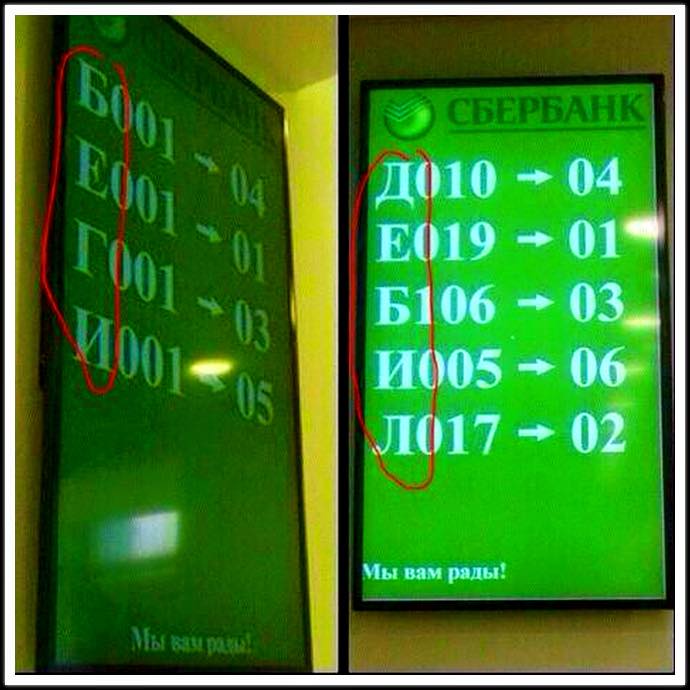 СБЕРБАНК
Б001 → 04
Е001 → 01
Г001 → 03
И001 → 05
Мы вам рады!
СБЕРБАНК
Д010 → 04
Е019 → 01
Б106 → 03
И005 → 06
Л017 → 02
Мы вам рады!